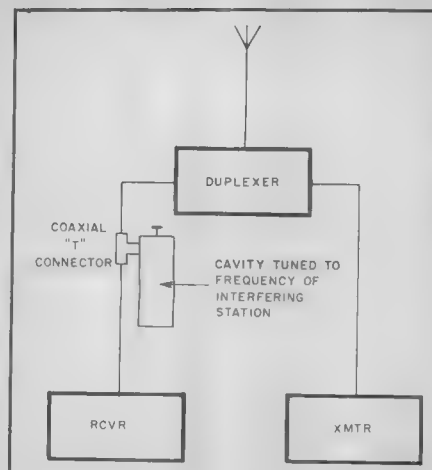 DUPLEXER
COAXIAL
"T"
CONNECTOR
CAVITY TUNED TO
FREQUENCY OF
INTERFERING
STATION
RCVR
XMTR